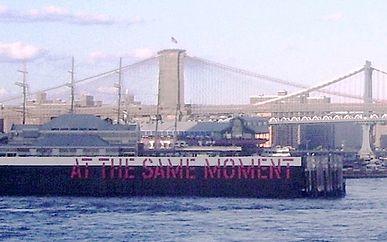 AT THE SAME MOMENT